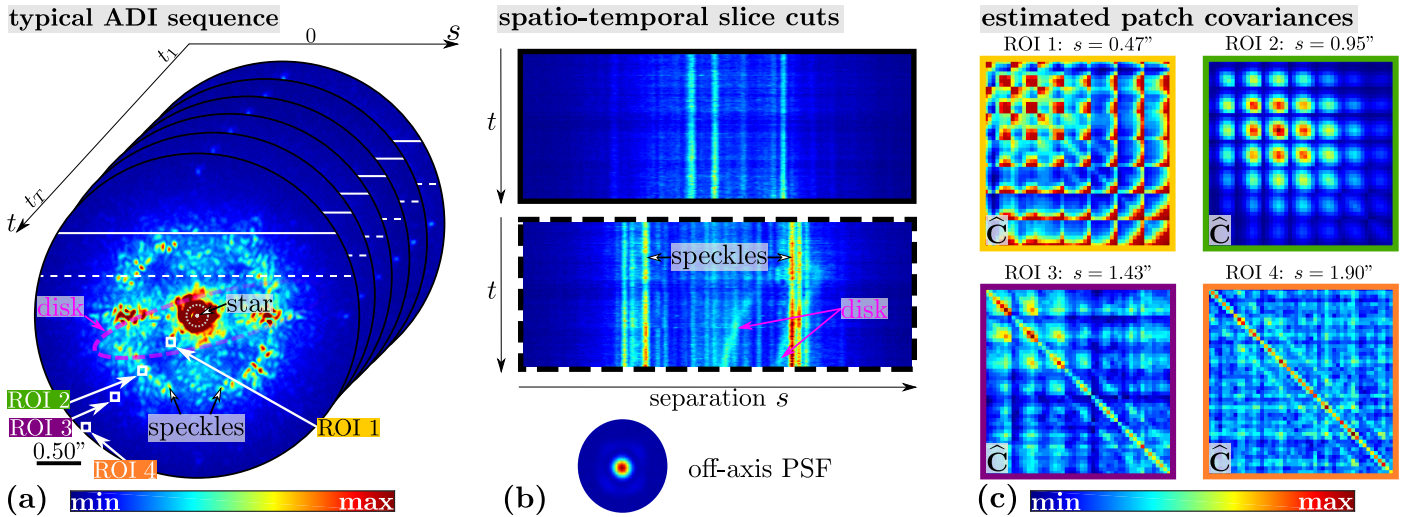 typical ADI sequence
0
s
t₁
t_T
t
disk
star
ROI 2
ROI 3
speckles
ROI 1
0.50”
ROI 4
(a)
min
max
spatio-temporal slice cuts
t
t
speckles
disk
separation s
off-axis PSF
(b)
estimated patch covariances
ROI 1: s = 0.47”
ROI 2: s = 0.95”
Ĉ
Ĉ
ROI 3: s = 1.43”
ROI 4: s = 1.90”
Ĉ
Ĉ
(c)
min
max